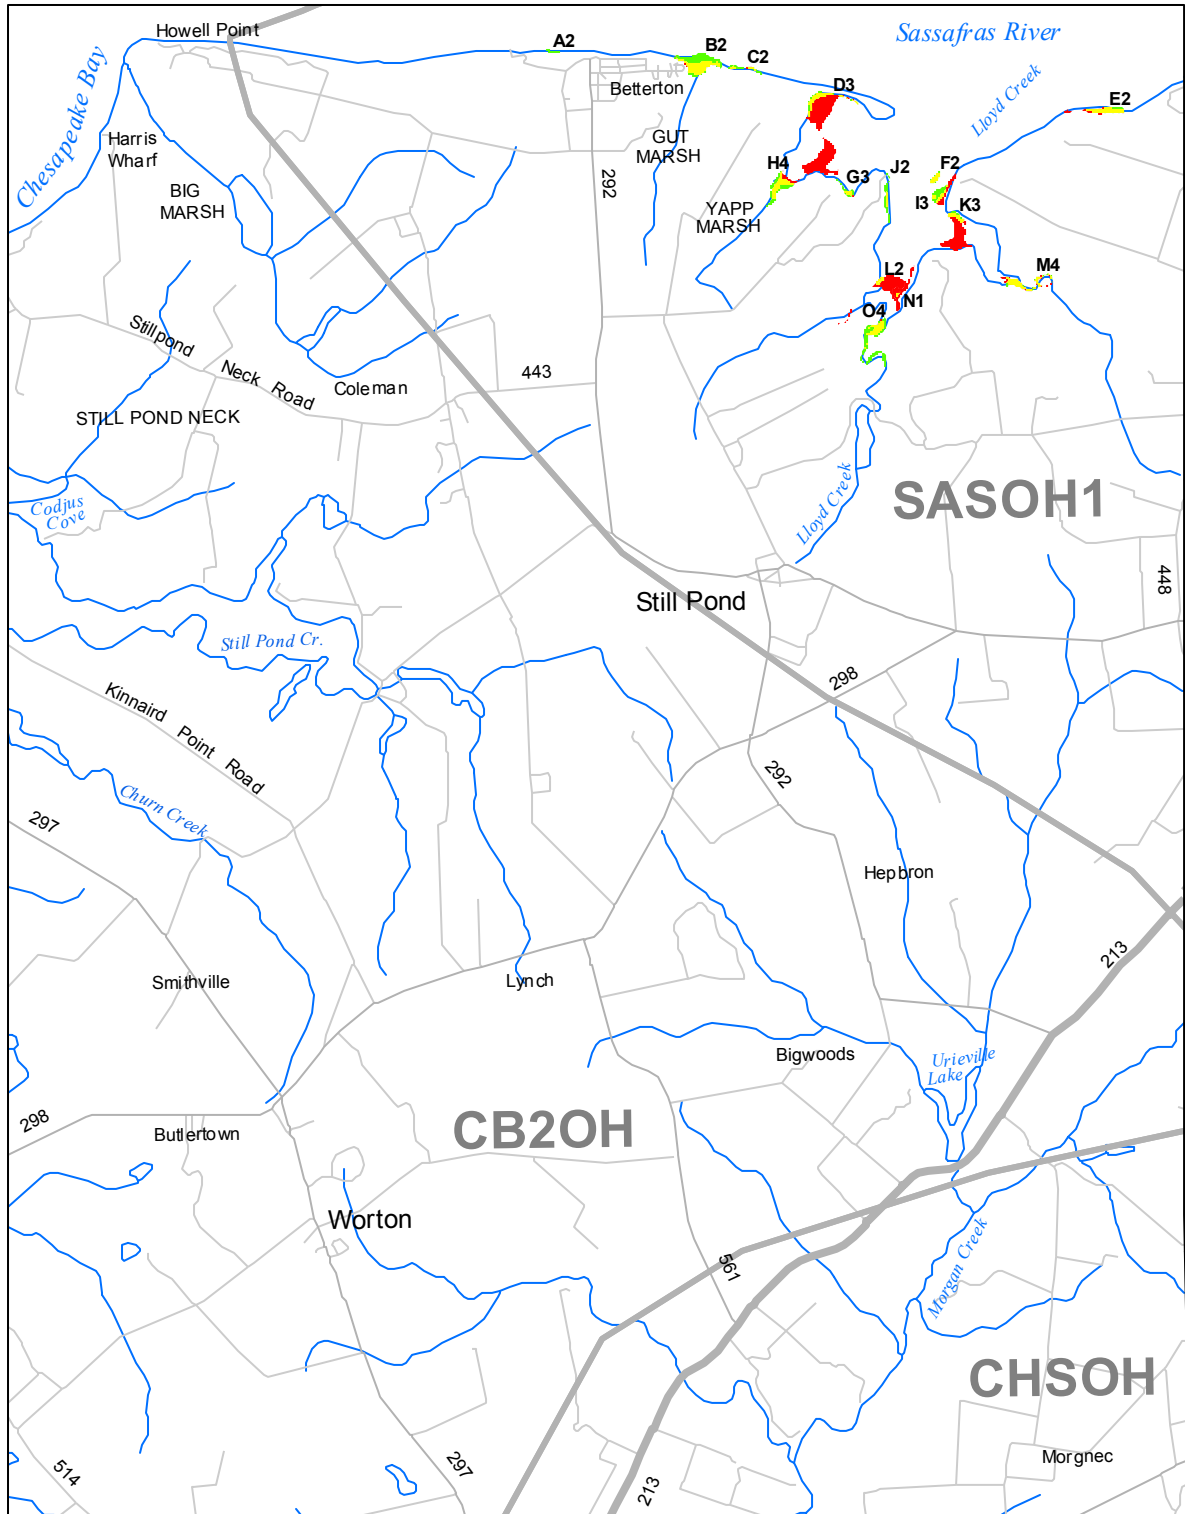 Howell Point
Sassafras River
A2
B2
C2
Chesapeake Bay
Betterton
D3
Lloyd Creek
E2
Harris
Wharf
GUT
MARSH
292
BIG
MARSH
H4
G3
J2
F2
I3
K3
YAPP
MARSH
L2
N1
M4
O4
Stillpond Neck Road
443
Coleman
STILL POND NECK
Lloyd Creek
SASOH1
Codjus
Cove
448
Still Pond
Still Pond Cr.
298
Kinnaird Point Road
292
Churn Creek
297
Hepbron
213
Smithville
Lynch
Bigwoods
Urieville
Lake
298
Butlertown
CB2OH
Worton
561
Morgan Creek
CHSOH
Morgnec
514
297
213